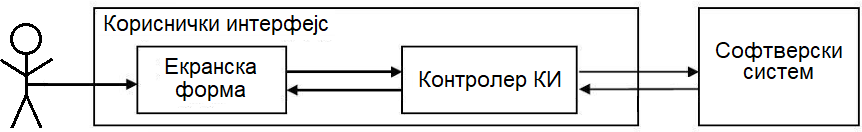 Кориснички интерфејс
Екранска
форма
Контролер КИ
Софтверски
систем